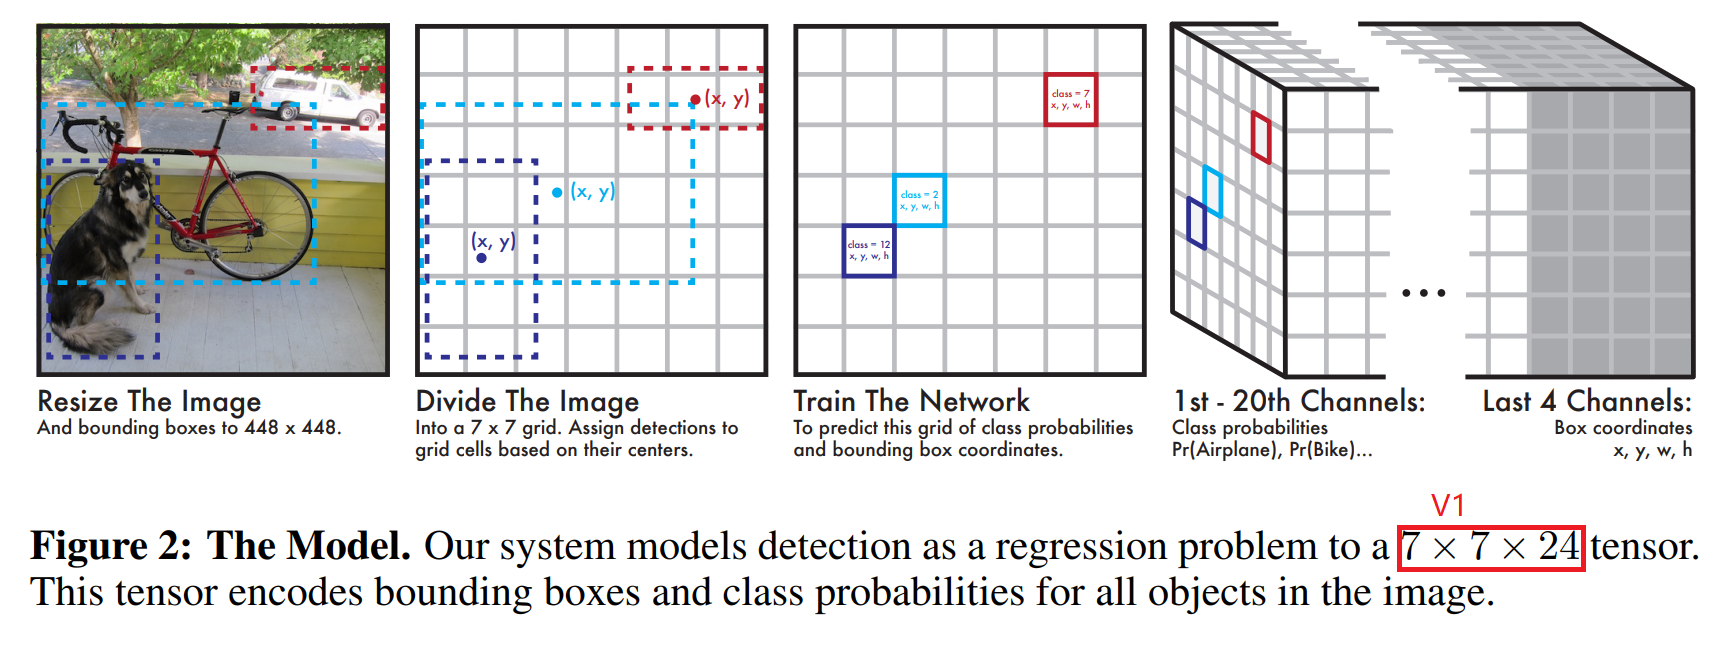 (x, y)
(x, y)
(x, y)
class = 7
x, y, w, h
class = 2
x, y, w, h
class = 12
x, y, w, h
Resize The Image
And bounding boxes to 448 x 448.
Divide The Image
Into a 7 x 7 grid. Assign detections to
grid cells based on their centers.
Train The Network
To predict this grid of class probabilities
and bounding box coordinates.
1st - 20th Channels:
Class probabilities
Pr(Airplane), Pr(Bike)...
Last 4 Channels:
Box coordinates
x, y, w, h
V1
Figure 2: The Model. Our system models detection as a regression problem to a 7 × 7 × 24 tensor.
This tensor encodes bounding boxes and class probabilities for all objects in the image.